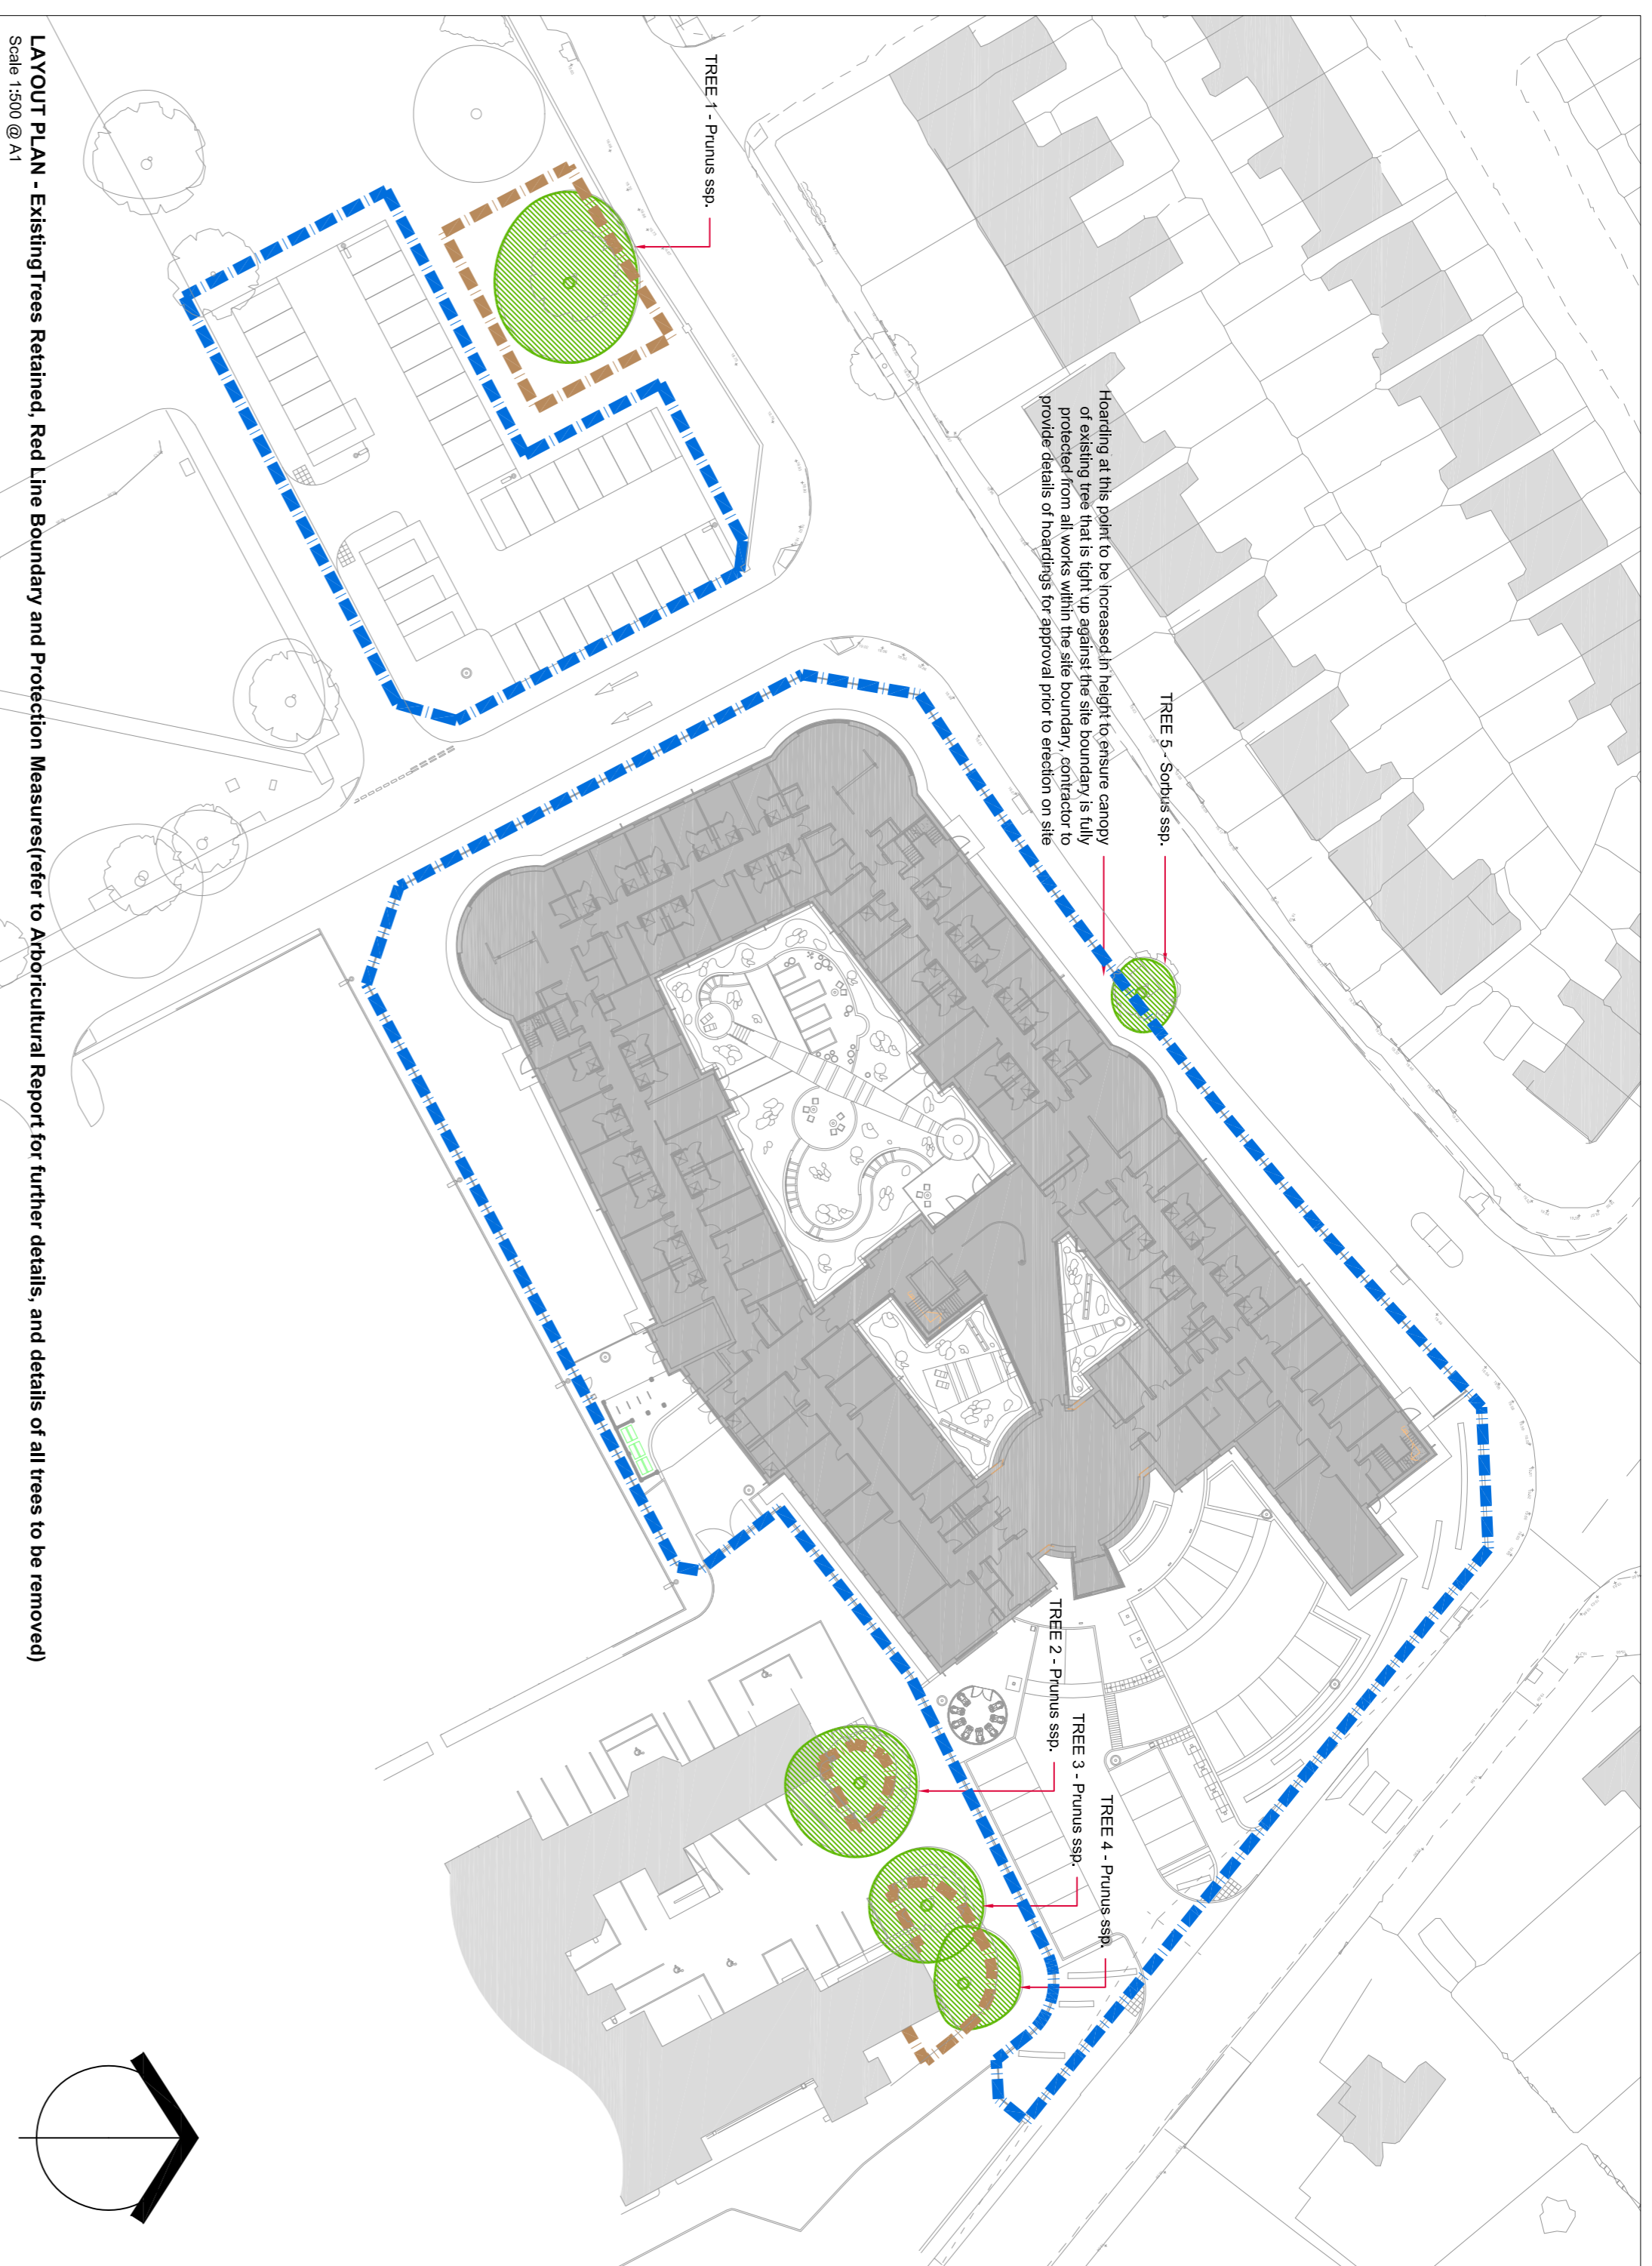 TREE 1 - Prunus ssp.
TREE 5 - Sorbus ssp.
Hoarding at this point to be increased in height to ensure canopy
of existing tree that is tight up against the site boundary is fully
protected from all works within the site boundary, contractor to
provide details of hoardings for approval prior to erection on site
TREE 4 - Prunus ssp.
TREE 3 - Prunus ssp.
TREE 2 - Prunus ssp.
LAYOUT PLAN - ExistingTrees Retained, Red Line Boundary and Protection Measures(refer to Arboricultural Report for further details, and details of all trees to be removed)
Scale 1:500 @ A1